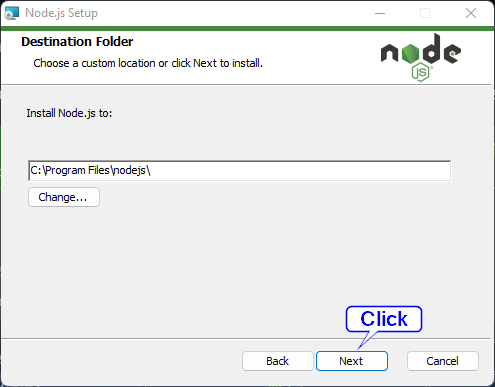 Node.js Setup
Destination Folder
Choose a custom location or click Next to install.
node
JS
Install Node.js to:
C:\Program Files\nodejs\
Change...
Click
Back
Next
Cancel